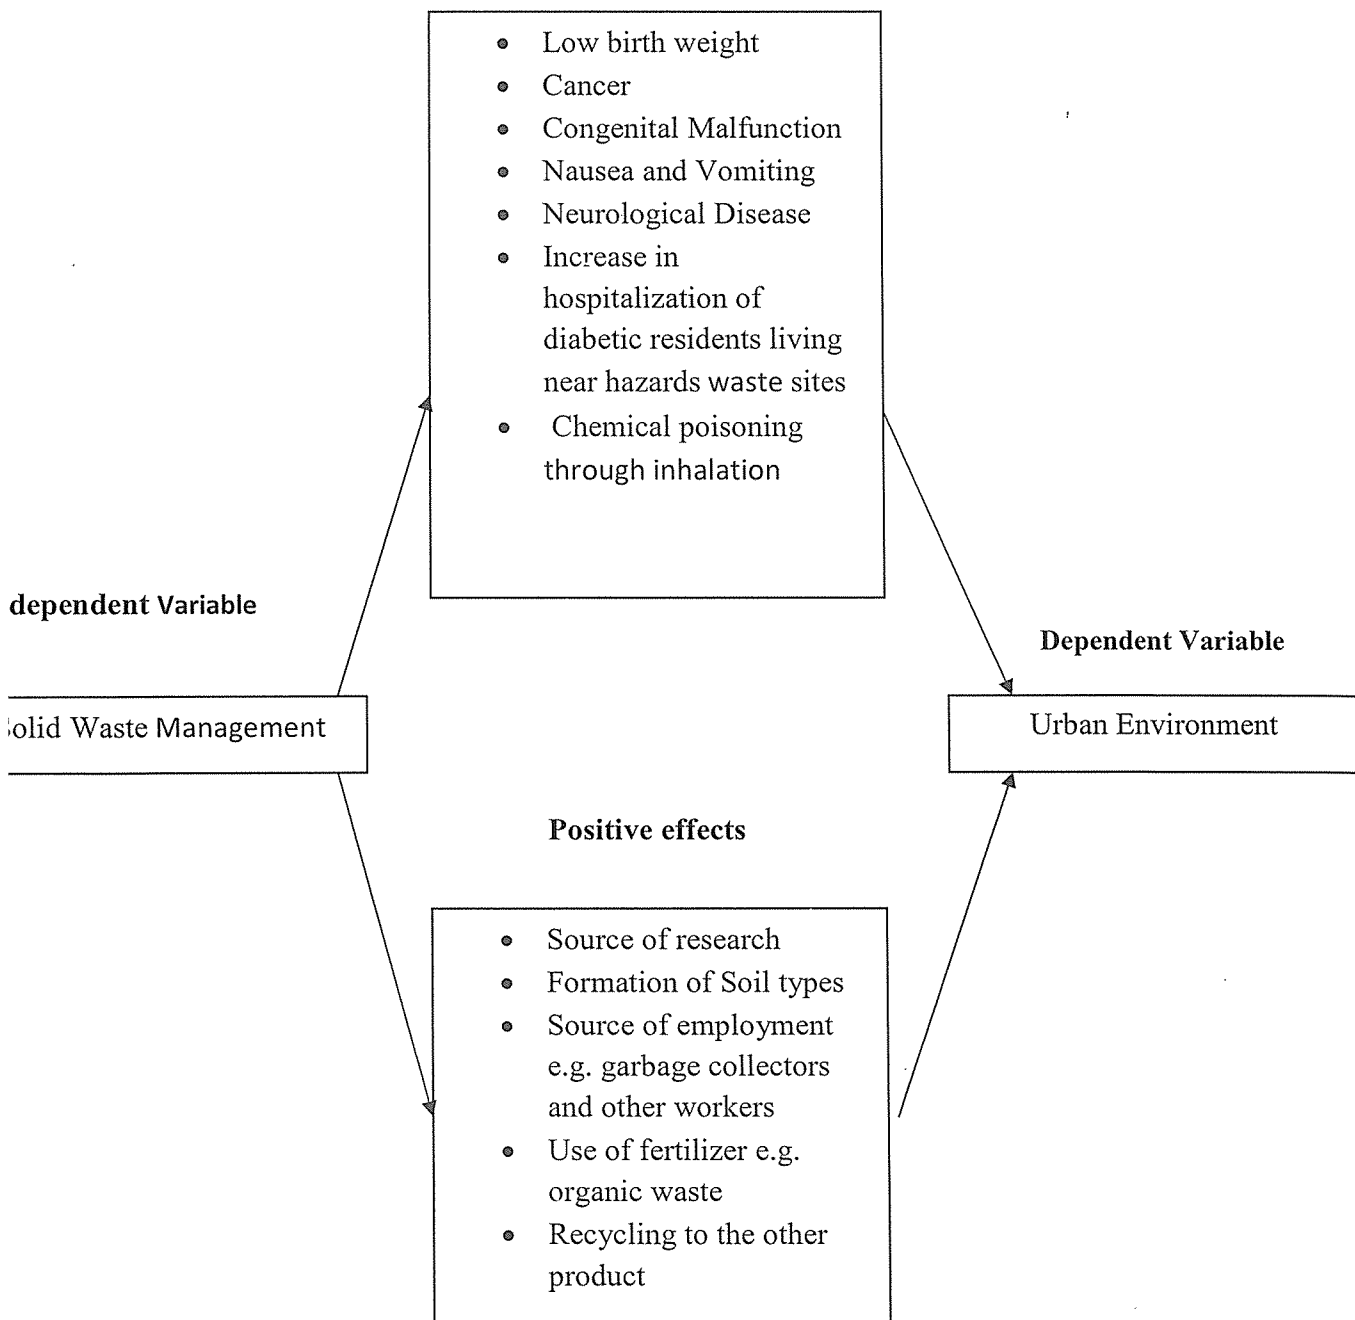 • Low birth weight
• Cancer
• Congenital Malfunction
• Nausea and Vomiting
• Neurological Disease
• Increase in
hospitalization of
diabetic residents living
near hazards waste sites
• Chemical poisoning
through inhalation
dependent Variable
Dependent Variable
olid Waste Management
Urban Environment
Positive effects
• Source of research
• Formation of Soil types
• Source of employment
e.g. garbage collectors
and other workers
• Use of fertilizer e.g.
organic waste
• Recycling to the other
product